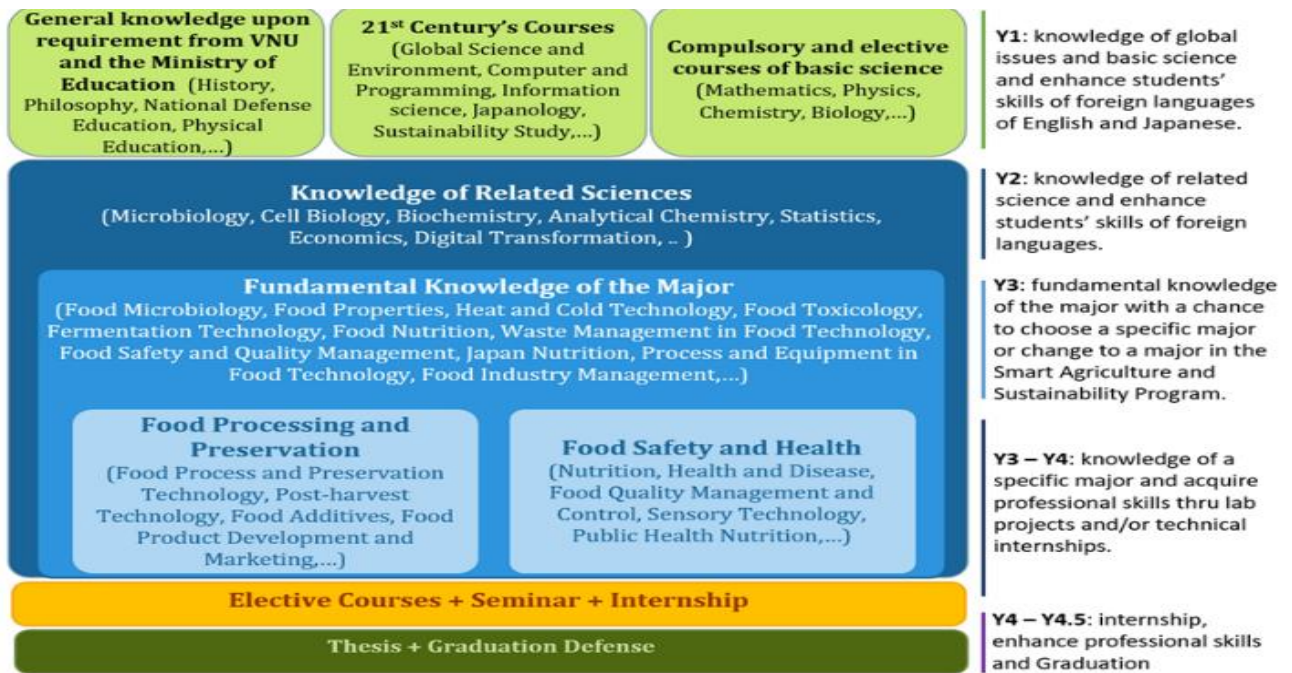 General knowledge upon
requirement from VNU
and the Ministry of
Education (History,
Philosophy, National Defense
Education, Physical
Education,...)
21st Century's Courses
(Global Science and
Environment, Computer and
Programming, Information
science, Japanology,
Sustainability Study,...)
Compulsory and elective
courses of basic science
(Mathematics, Physics,
Chemistry, Biology,...)
Y1: knowledge of global
issues and basic science
and enhance students'
skills of foreign languages
of English and Japanese.
Knowledge of Related Sciences
(Microbiology, Cell Biology, Biochemistry, Analytical Chemistry, Statistics,
Economics, Digital Transformation, .. )
Y2: knowledge of related
science and enhance
students' skills of foreign
languages.
Fundamental Knowledge of the Major
(Food Microbiology, Food Properties, Heat and Cold Technology, Food Toxicology,
Fermentation Technology, Food Nutrition, Waste Management in Food Technology,
Food Safety and Quality Management, Japan Nutrition, Process and Equipment in
Food Technology, Food Industry Management,...)
Y3: fundamental knowledge
of the major with a chance
to choose a specific major
or change to a major in the
Smart Agriculture and
Sustainability Program.
Food Processing and
Preservation
(Food Process and Preservation
Technology, Post-harvest
Technology, Food Additives, Food
Product Development and
Marketing,...)
Food Safety and Health
(Nutrition, Health and Disease,
Food Quality Management and
Control, Sensory Technology,
Public Health Nutrition,...)
Y3 – Y4: knowledge of a
specific major and acquire
professional skills thru lab
projects and/or technical
internships.
Elective Courses + Seminar + Internship
Thesis + Graduation Defense
Y4 – Y4.5: internship,
enhance professional skills
and Graduation